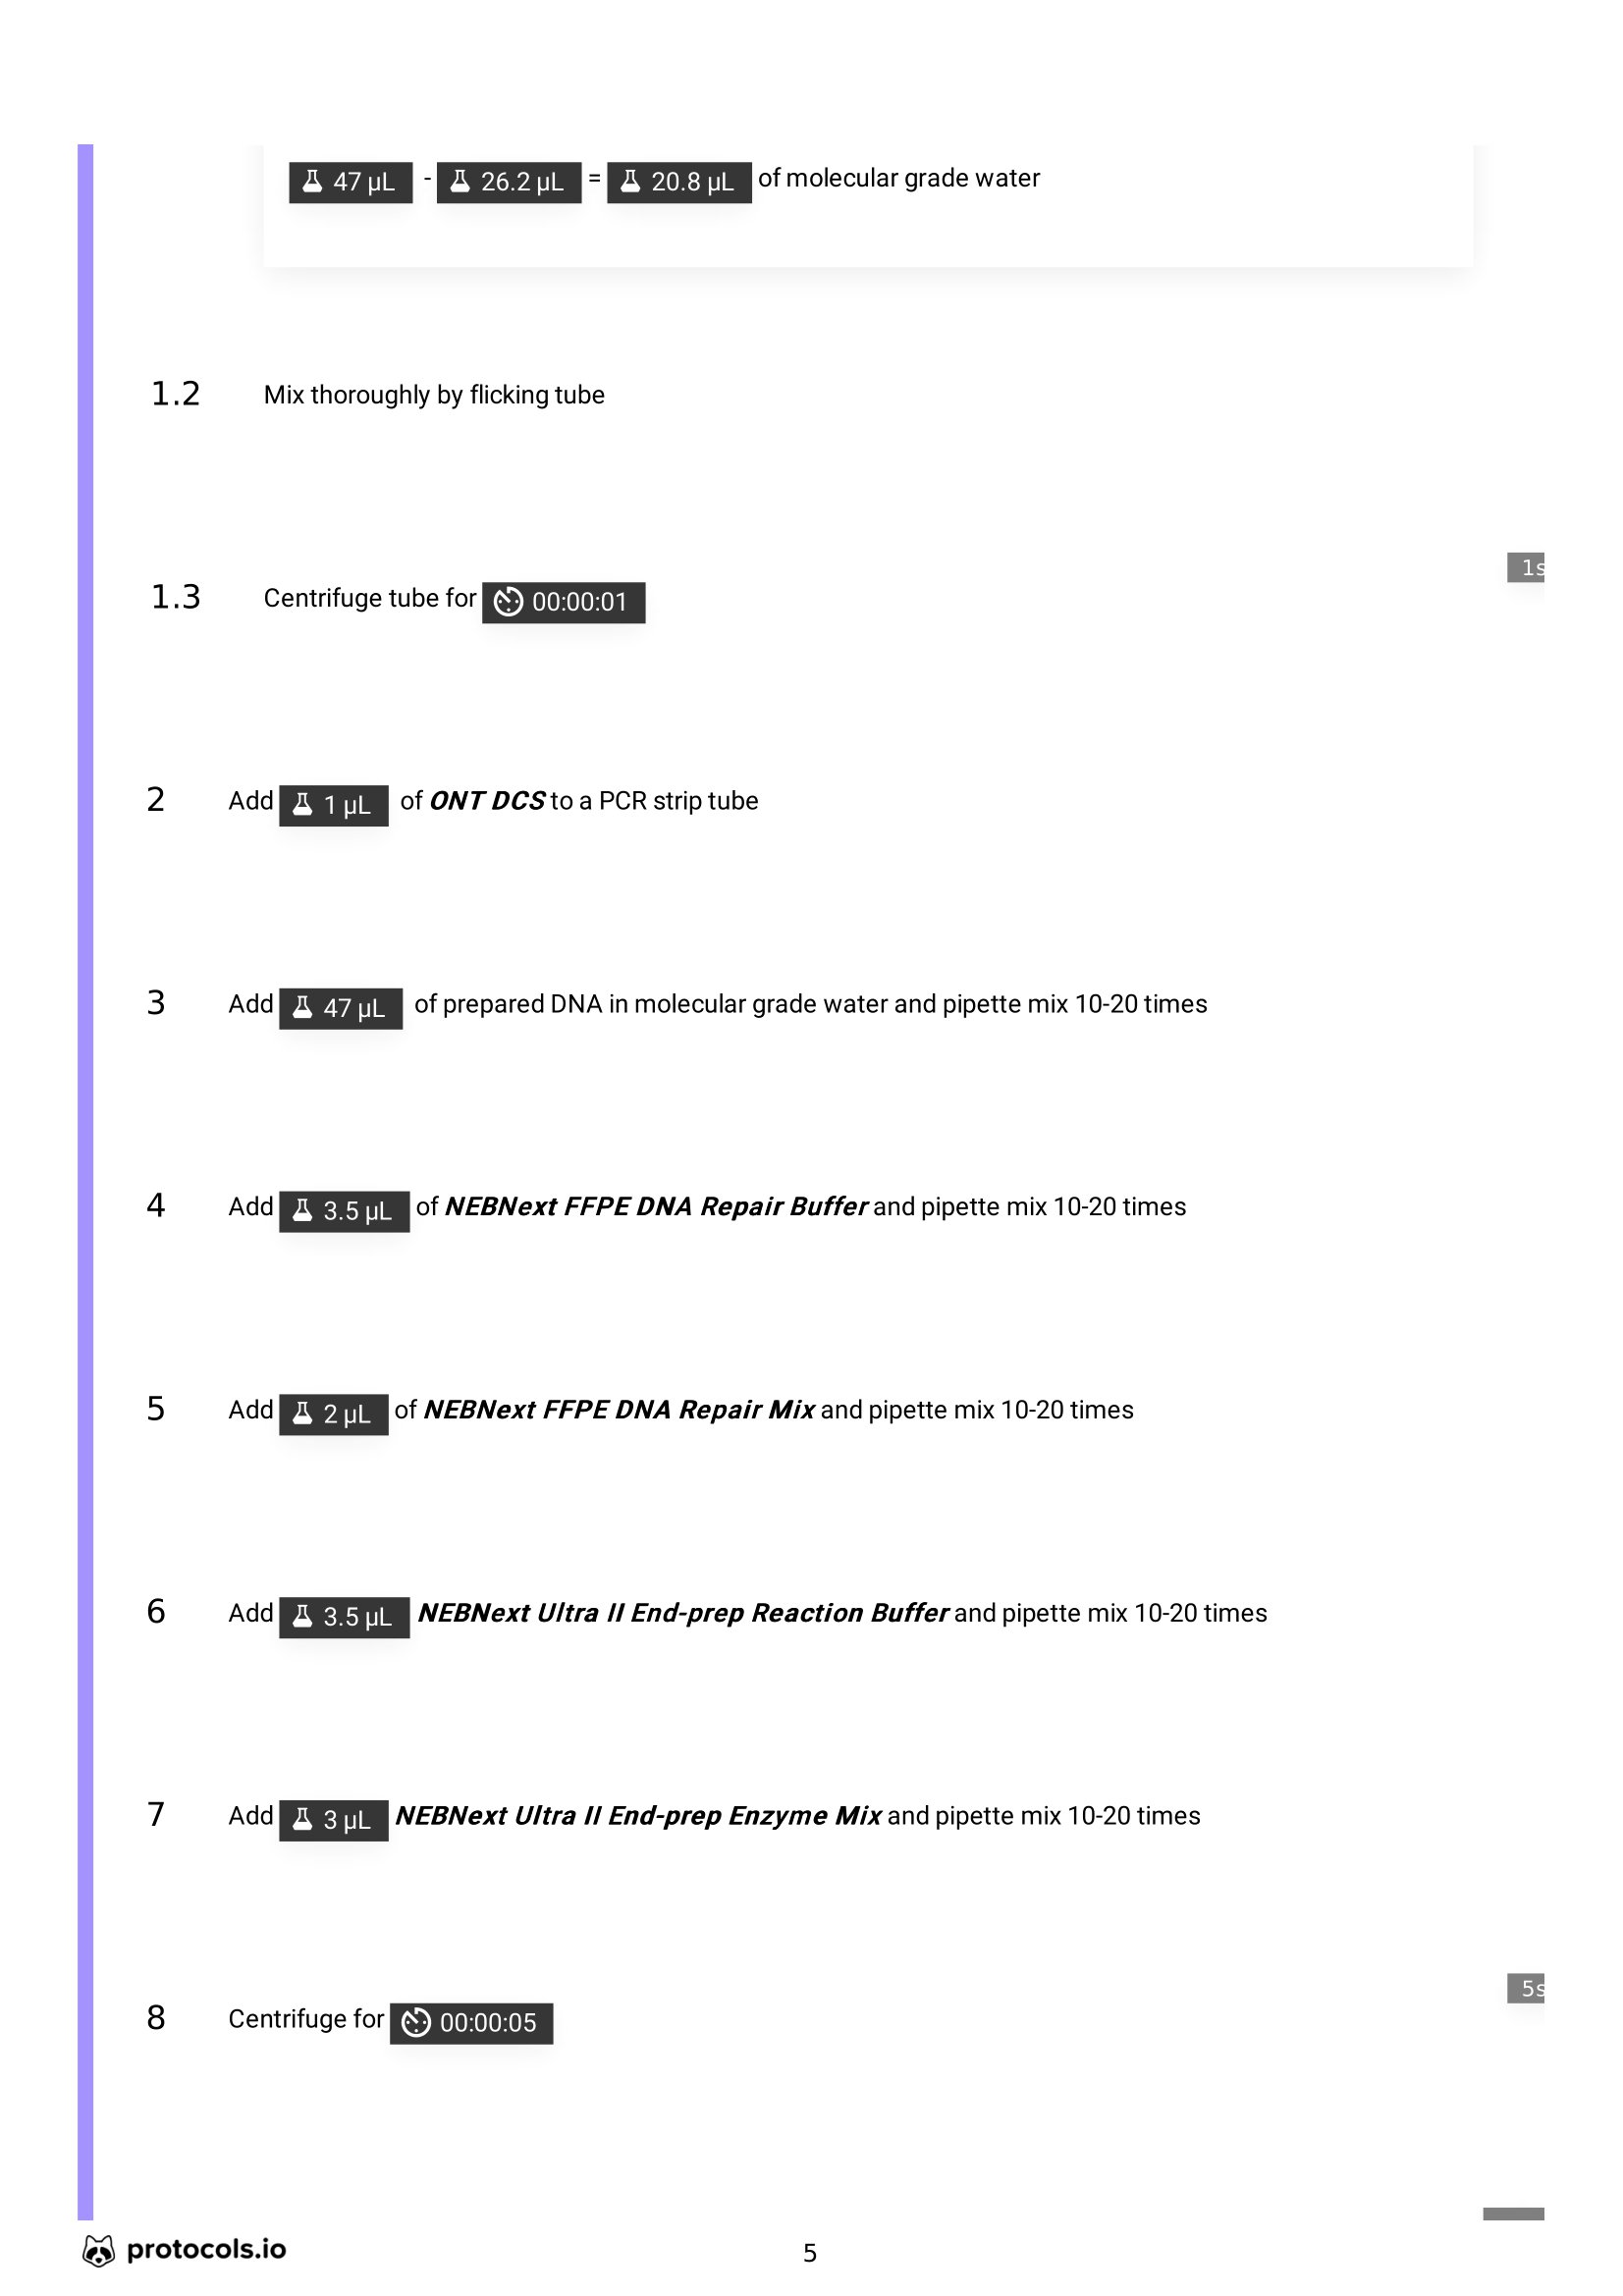 47 µL - 26.2 µL = 20.8 µL of molecular grade water
1.2 Mix thoroughly by flicking tube
1s
1.3 Centrifuge tube for 00:00:01
2 Add 1 µL of ONT DCS to a PCR strip tube
3 Add 47 µL of prepared DNA in molecular grade water and pipette mix 10-20 times
4 Add 3.5 µL of NEBNext FFPE DNA Repair Buffer and pipette mix 10-20 times
5 Add 2 µL of NEBNext FFPE DNA Repair Mix and pipette mix 10-20 times
6 Add 3.5 µL NEBNext Ultra II End-prep Reaction Buffer and pipette mix 10-20 times
7 Add 3 µL NEBNext Ultra II End-prep Enzyme Mix and pipette mix 10-20 times
5s
8 Centrifuge for 00:00:05
protocols.io 5